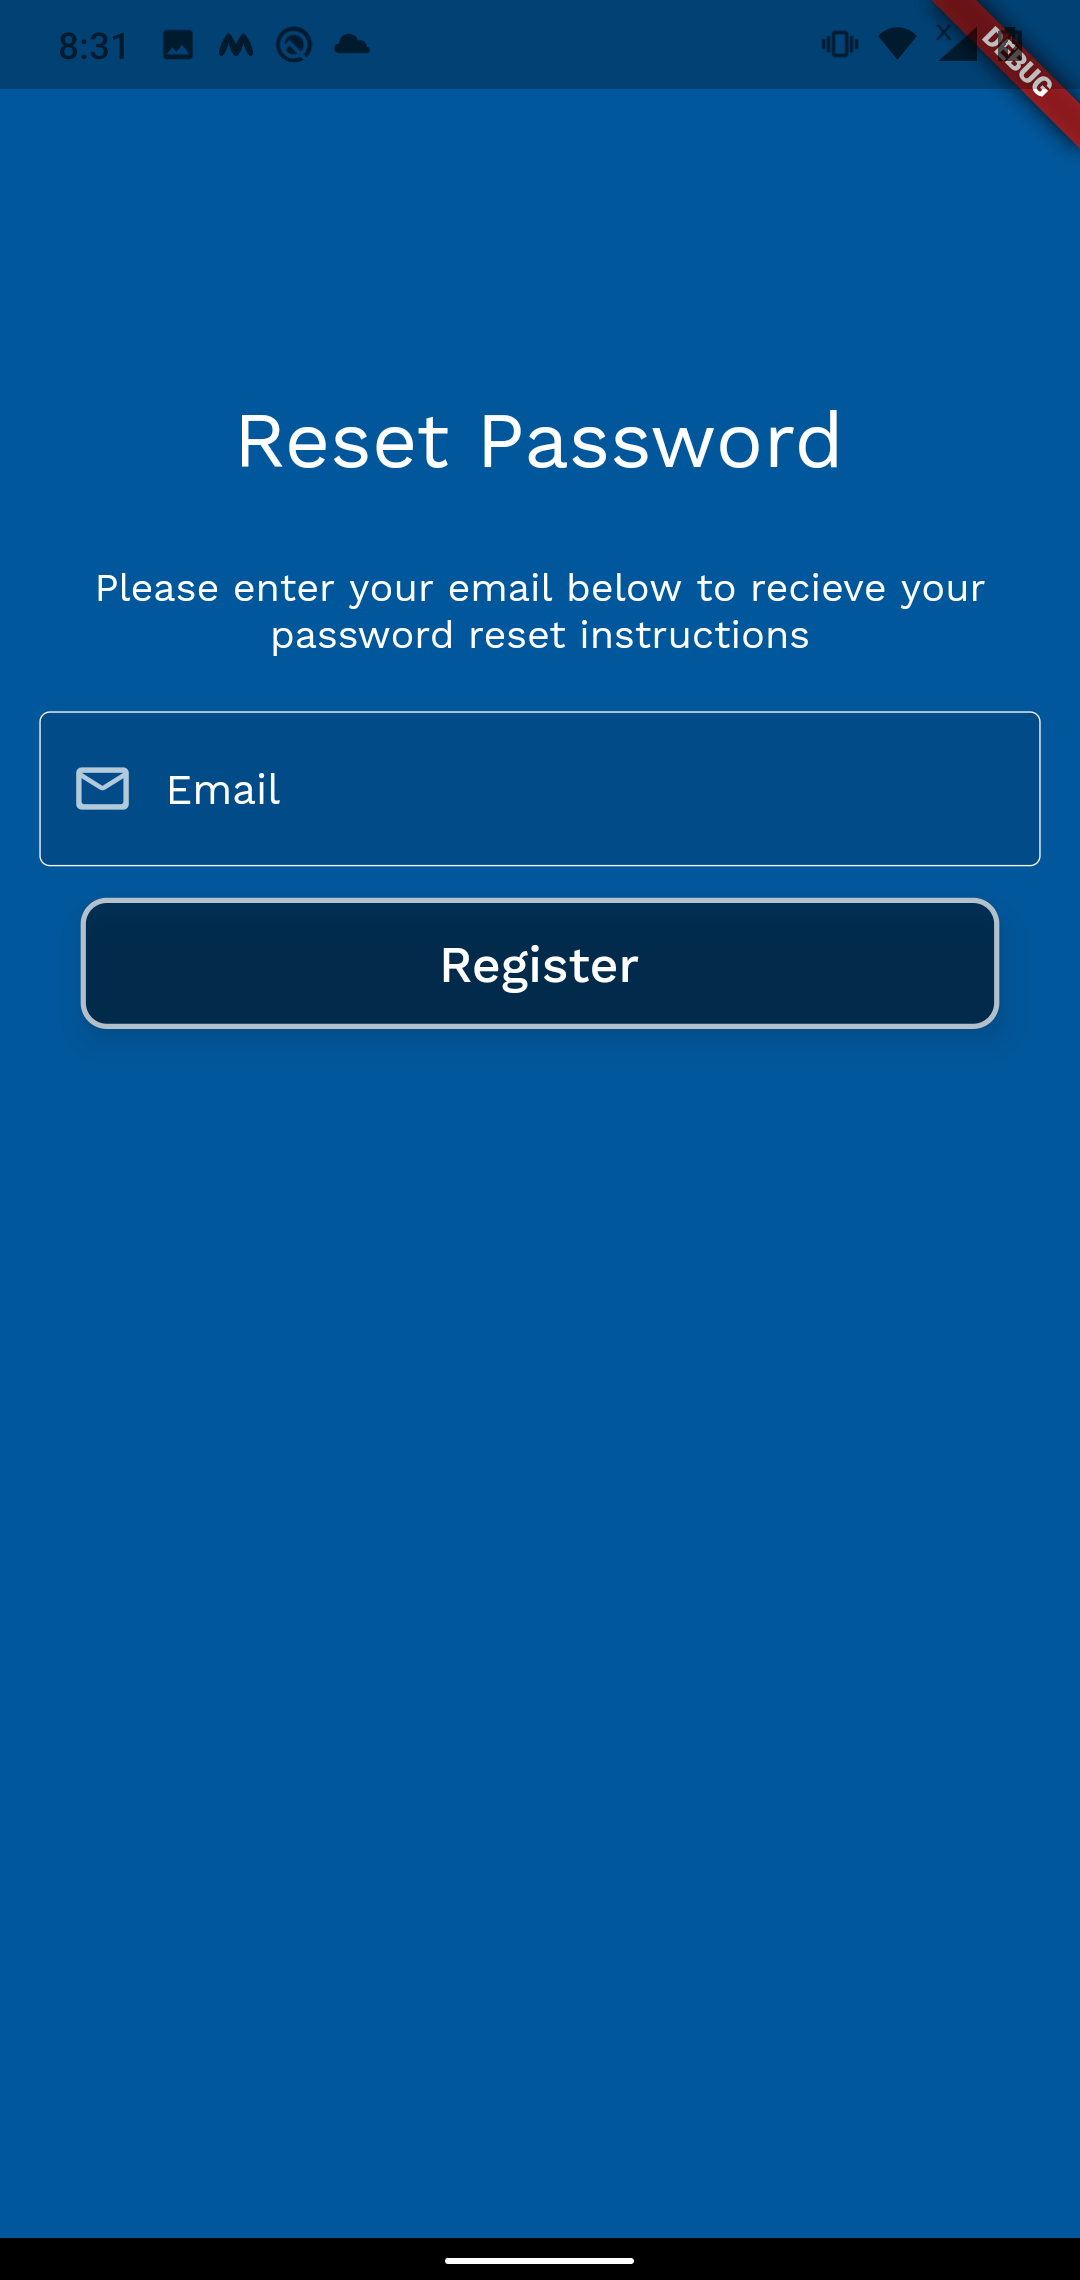 8:31
DEBUG
Reset Password
Please enter your email below to recieve your
password reset instructions
Email
Register